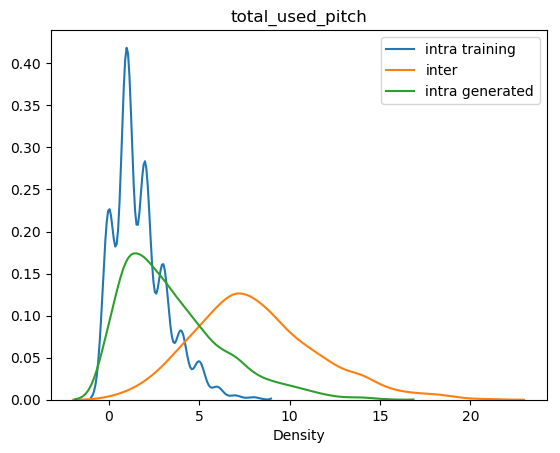 total_used_pitch
intra training
inter
intra generated
0.40
0.35
0.30
0.25
0.20
0.15
0.10
0.05
0.00
0 5 10 15 20
Density